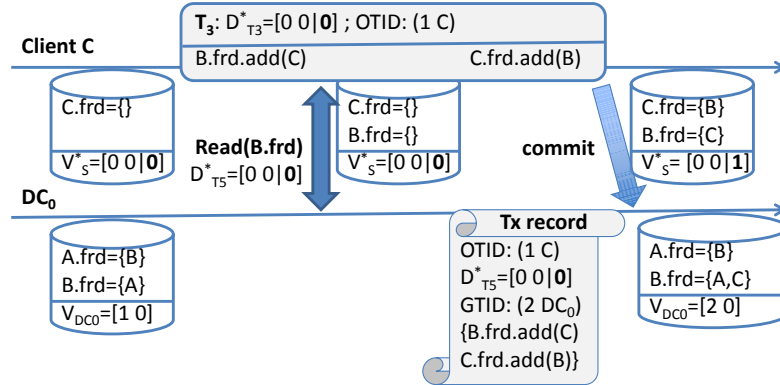 T3: D*T3=[0 0|0] ; OTID: (1 C)
Client C
B.frd.add(C) C.frd.add(B)
C.frd={}
V*S=[0 0|0]
Read(B.frd)
D*T5=[0 0|0]
C.frd={}
B.frd={}
V*S=[0 0|0]
commit
C.frd={B}
B.frd={C}
V*S= [0 0|1]
DC0
A.frd={B}
B.frd={A}
VDC0=[1 0]
Tx record
OTID: (1 C)
D*T5=[0 0|0]
GTID: (2 DC0)
{B.frd.add(C)
C.frd.add(B)}
A.frd={B}
B.frd={A,C}
VDC0=[2 0]